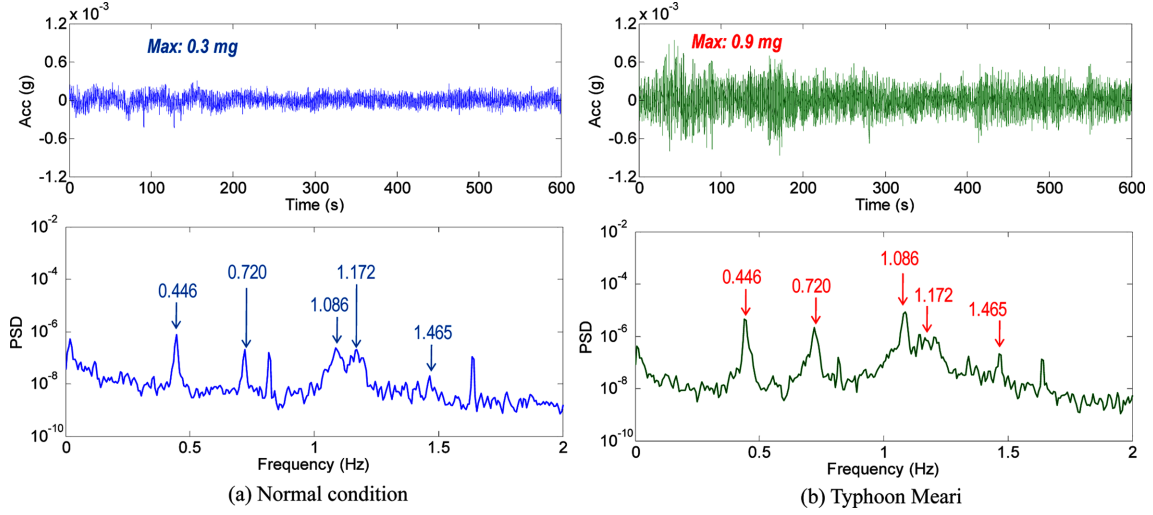 × 10⁻³
1.2
0.6
0
-0.6
-1.2
Acc (g)
Max: 0.3 mg
0 100 200 300 400 500 600
Time (s)
× 10⁻³
1.2
0.6
0
-0.6
-1.2
Acc (g)
Max: 0.9 mg
0 100 200 300 400 500 600
Time (s)
10⁻²
10⁻⁴
10⁻⁶
10⁻⁸
10⁻¹⁰
PSD
0.446
0.720
1.086
1.172
1.465
0 0.5 1 1.5 2
Frequency (Hz)
(a) Normal condition
10⁻²
10⁻⁴
10⁻⁶
10⁻⁸
10⁻¹⁰
PSD
0.446
0.720
1.086
1.172
1.465
0 0.5 1 1.5 2
Frequency (Hz)
(b) Typhoon Meari